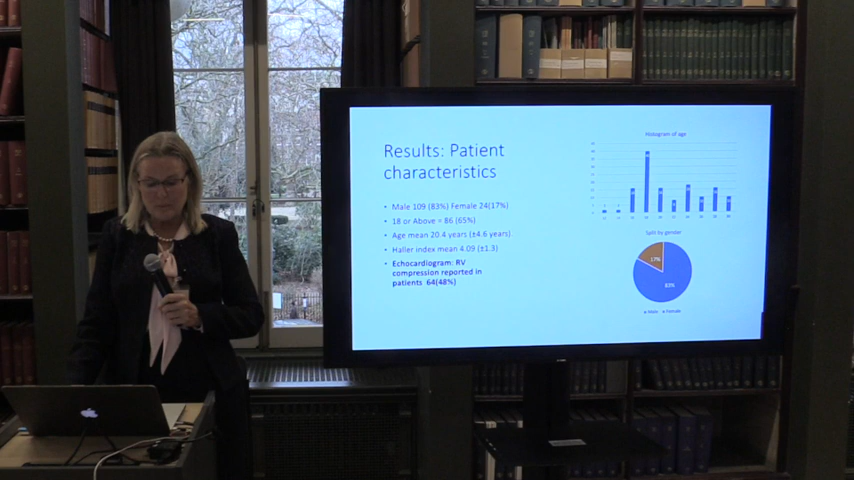 Results: Patient
characteristics
• Male 109 (83%) Female 24(17%)
• 18 or Above = 86 (65%)
• Age mean 20.4 years (±4.6 years).
• Haller index mean 4.09 (±1.3)
• Echocardiogram: RV
compression reported in
patients 64(48%)
Histogram of age
Split by gender
17%
83%
Male Female